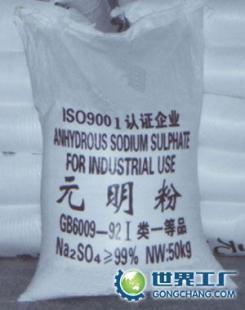 ISO9001认证企业
ANHYDROUS SODIUM SULPHATE
FOR INDUSTRIAL USE
元明粉
GB6009—92 I 类一等品
Na₂SO₄≥99% NW:50kg
世界工厂
GONGCHANG.COM